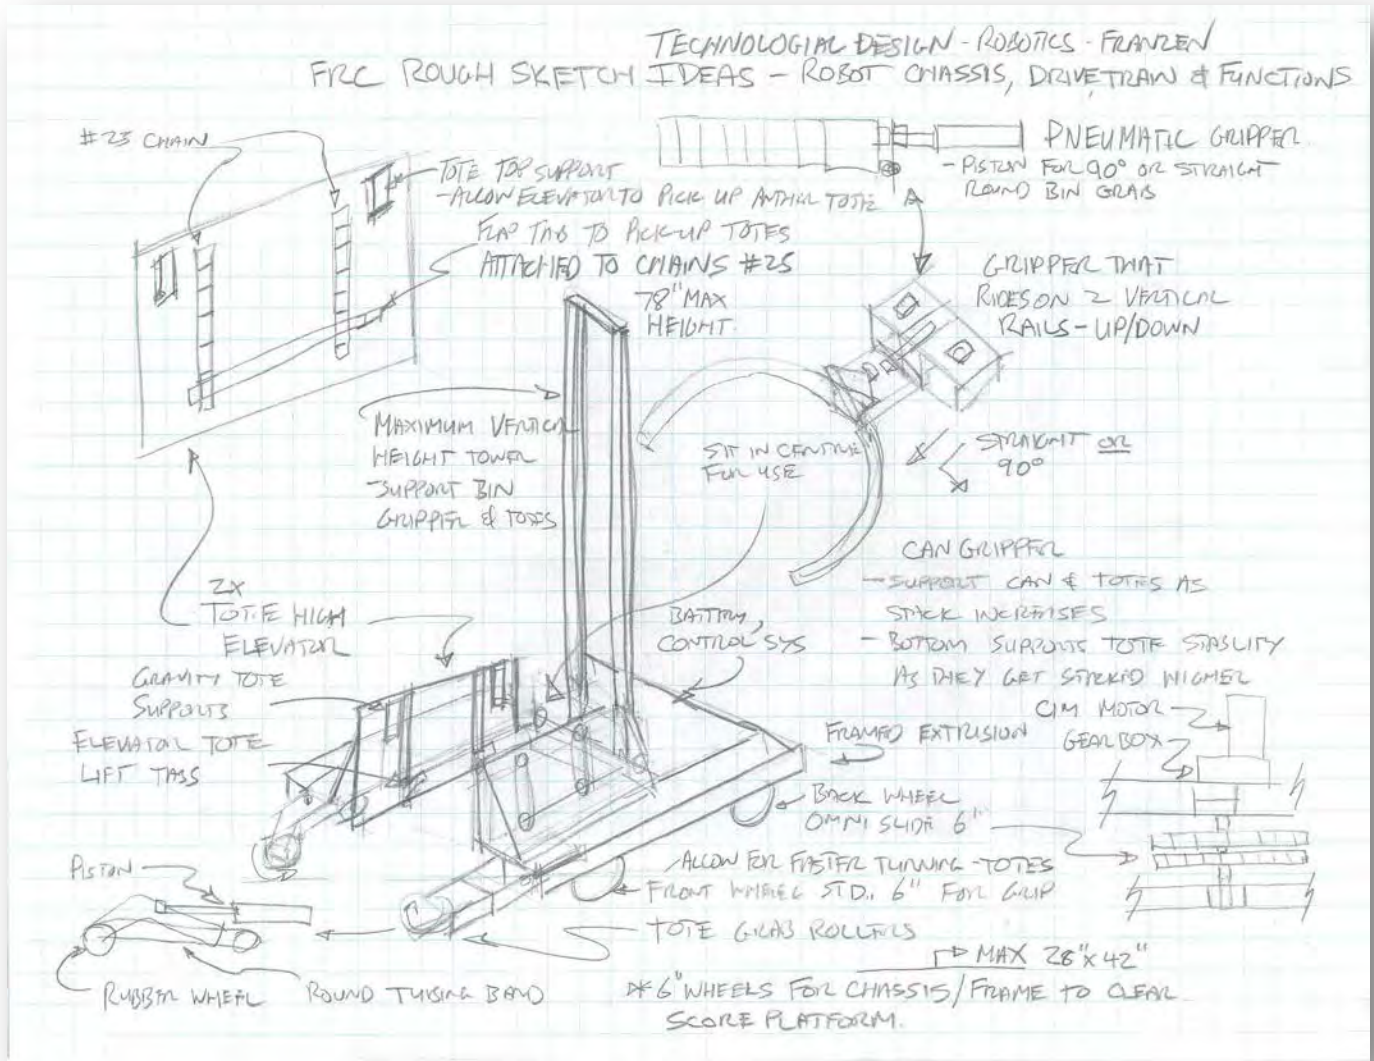 TECHNOLOGIAL DESIGN - ROBOTICS - FRANZEN
FRC ROUGH SKETCH IDEAS - ROBOT CHASSIS, DRIVETRAIN & FUNCTIONS
#25 CHAIN
TOTE TOP SUPPORT
- ALLOW ELEVATOR TO PICK UP ANTHER TOTE
FLAP TAB TO PICK-UP TOTES
ATTACHED TO CHAINS #25
78" MAX
HEIGHT.
PNEUMATIC GRIPPER
- PISTON FOR 90° OR STRAIGHT
ROUND BIN GRABS
GRIPPER THAT
RIDES ON 2 VERTICAL
RAILS - UP/DOWN
MAXIMUM VERTICAL
HEIGHT TOWER
- SUPPORT BIN
GRIPPER & TOTES
SIT IN CENTRE
FOR USE
STRAIGHT OR
90°
CAN GRIPPER
- SUPPORT CAN & TOTES AS
STACK INCREASES
- BOTTOM SUPPORTS TOTE STABLITY
AS THEY GET STACKED HIGHER
2X
TOTE HIGH
ELEVATOR
BATTERY,
CONTROL SYS
GRAVITY TOTE
SUPPORTS
ELEVATOR TOTE
LIFT TABS
CIM MOTOR
GEARBOX
FRAMED EXTRUSION
BACK WHEEL
OMNI SLIDE 6"
ALLOW FOR FASTER TURNING - TOTES
FRONT WHEEL STD. 6" FOR GRIP
TOTE GRAB ROLLERS
PISTON
RUBBER WHEEL
ROUND TUBING BAND
MAX 28" X 42"
* 6" WHEELS FOR CHASSIS/FRAME TO CLEAR
SCORE PLATFORM.